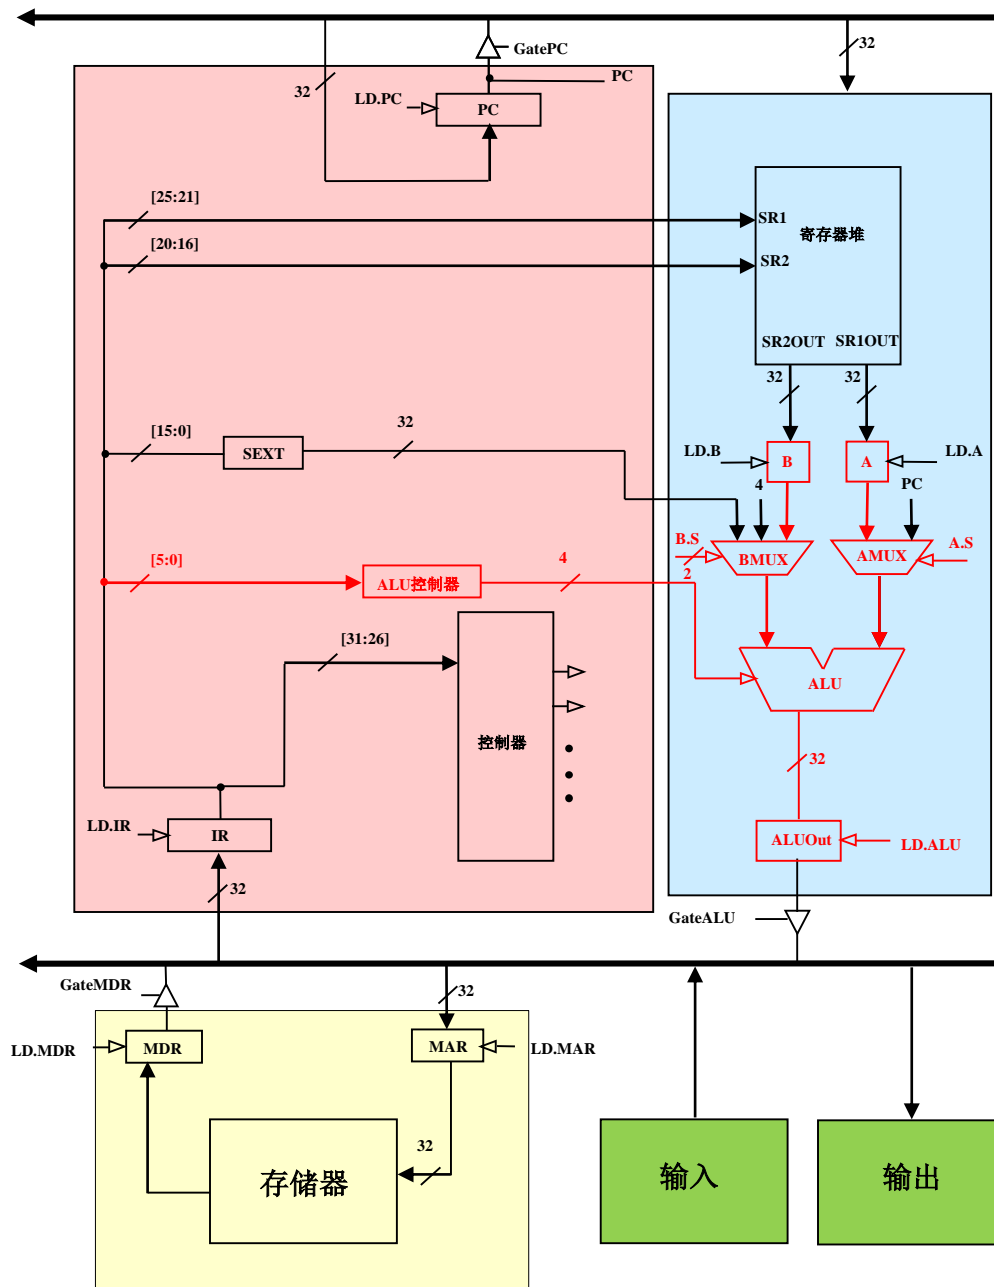 32
GatePC
32
PC
LD.PC
PC
[25:21]
SR1
寄存器堆
[20:16]
SR2
SR2OUT
SR1OUT
32
32
[15:0]
SEXT
32
LD.B
B
A
LD.A
4
PC
[5:0]
ALU控制器
4
B.S
2
BMUX
AMUX
A.S
[31:26]
ALU
控制器
32
LD.IR
IR
ALUOut
LD.ALU
32
GateALU
GateMDR
32
LD.MDR
MDR
MAR
LD.MAR
32
存储器
输入
输出